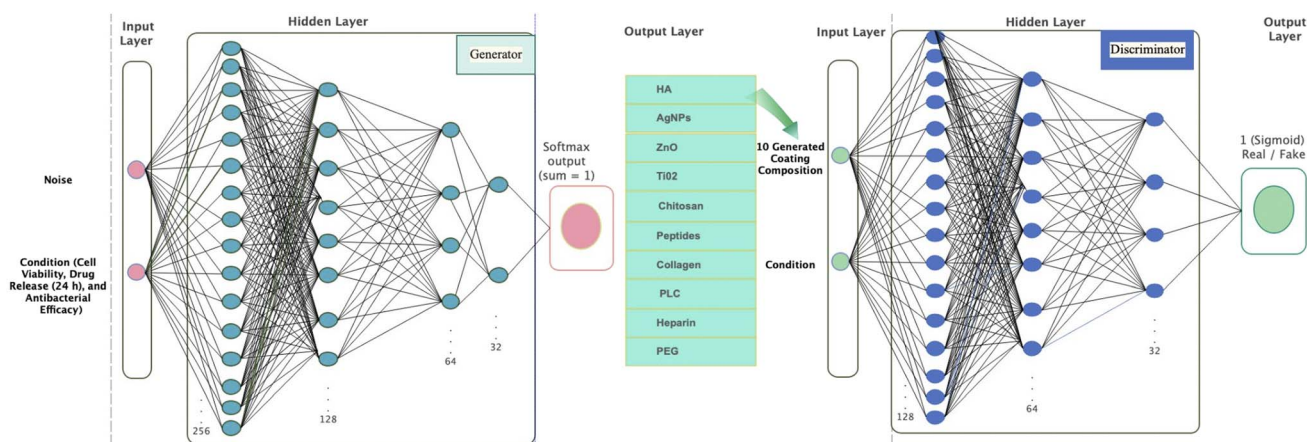 Input
Layer
Hidden Layer
Generator
Noise
Condition (Cell
Viability, Drug
Release (24 h), and
Antibacterial
Efficacy)
256
128
64
32
Softmax
output
(sum = 1)
Output Layer
HA
AgNPs
ZnO
Ti02
Chitosan
Peptides
Collagen
PLC
Heparin
PEG
Input Layer
10 Generated
Coating
Composition
Condition
Hidden Layer
Discriminator
128
64
32
Output
Layer
1 (Sigmoid)
Real / Fake